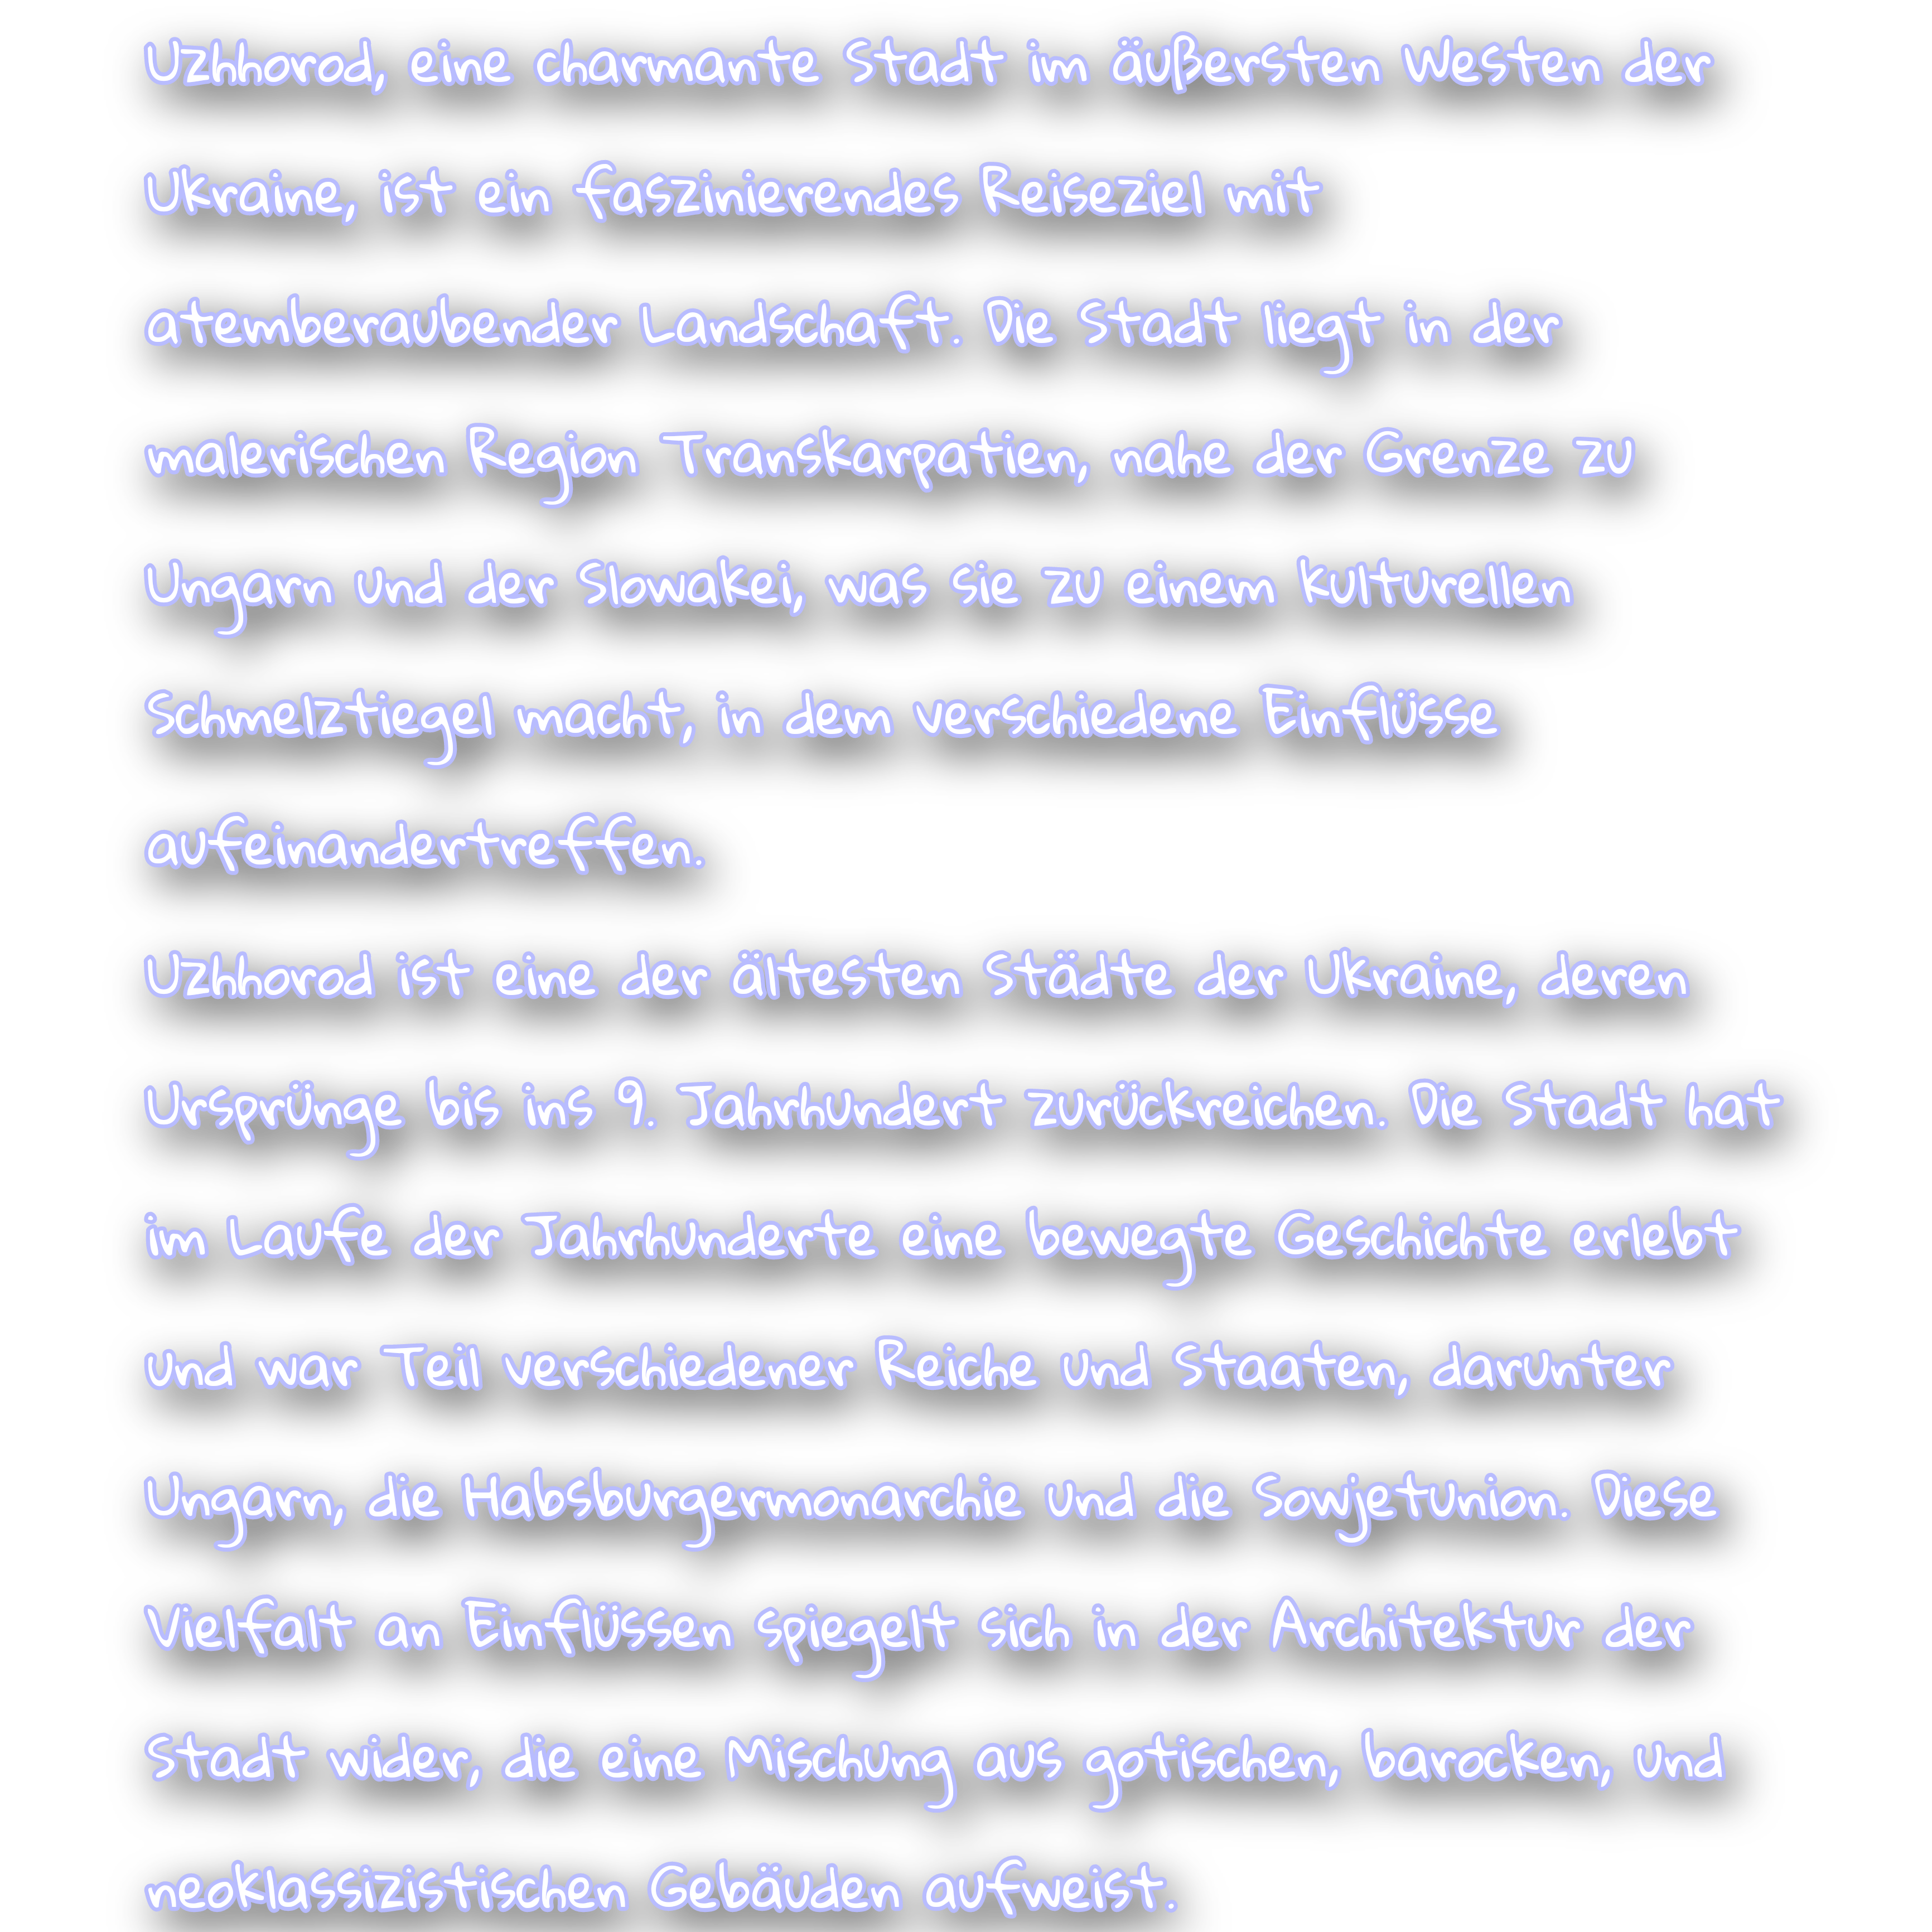 Uzhhorod, eine charmante Stadt im äußersten Westen der
Ukraine, ist ein faszinierendes Reiseziel mit
atemberaubender Landschaft. Die Stadt liegt in der
malerischen Region Transkarpatien, nahe der Grenze zu
Ungarn und der Slowakei, was sie zu einem kulturellen
Schmelztiegel macht, in dem verschiedene Einflüsse
aufeinandertreffen.
Uzhhorod ist eine der ältesten Städte der Ukraine, deren
Ursprünge bis ins 9. Jahrhundert zurückreichen. Die Stadt hat
im Laufe der Jahrhunderte eine bewegte Geschichte erlebt
und war Teil verschiedener Reiche und Staaten, darunter
Ungarn, die Habsburgermonarchie und die Sowjetunion. Diese
Vielfalt an Einflüssen spiegelt sich in der Architektur der
Stadt wider, die eine Mischung aus gotischen, barocken, und
neoklassizistischen Gebäuden aufweist.